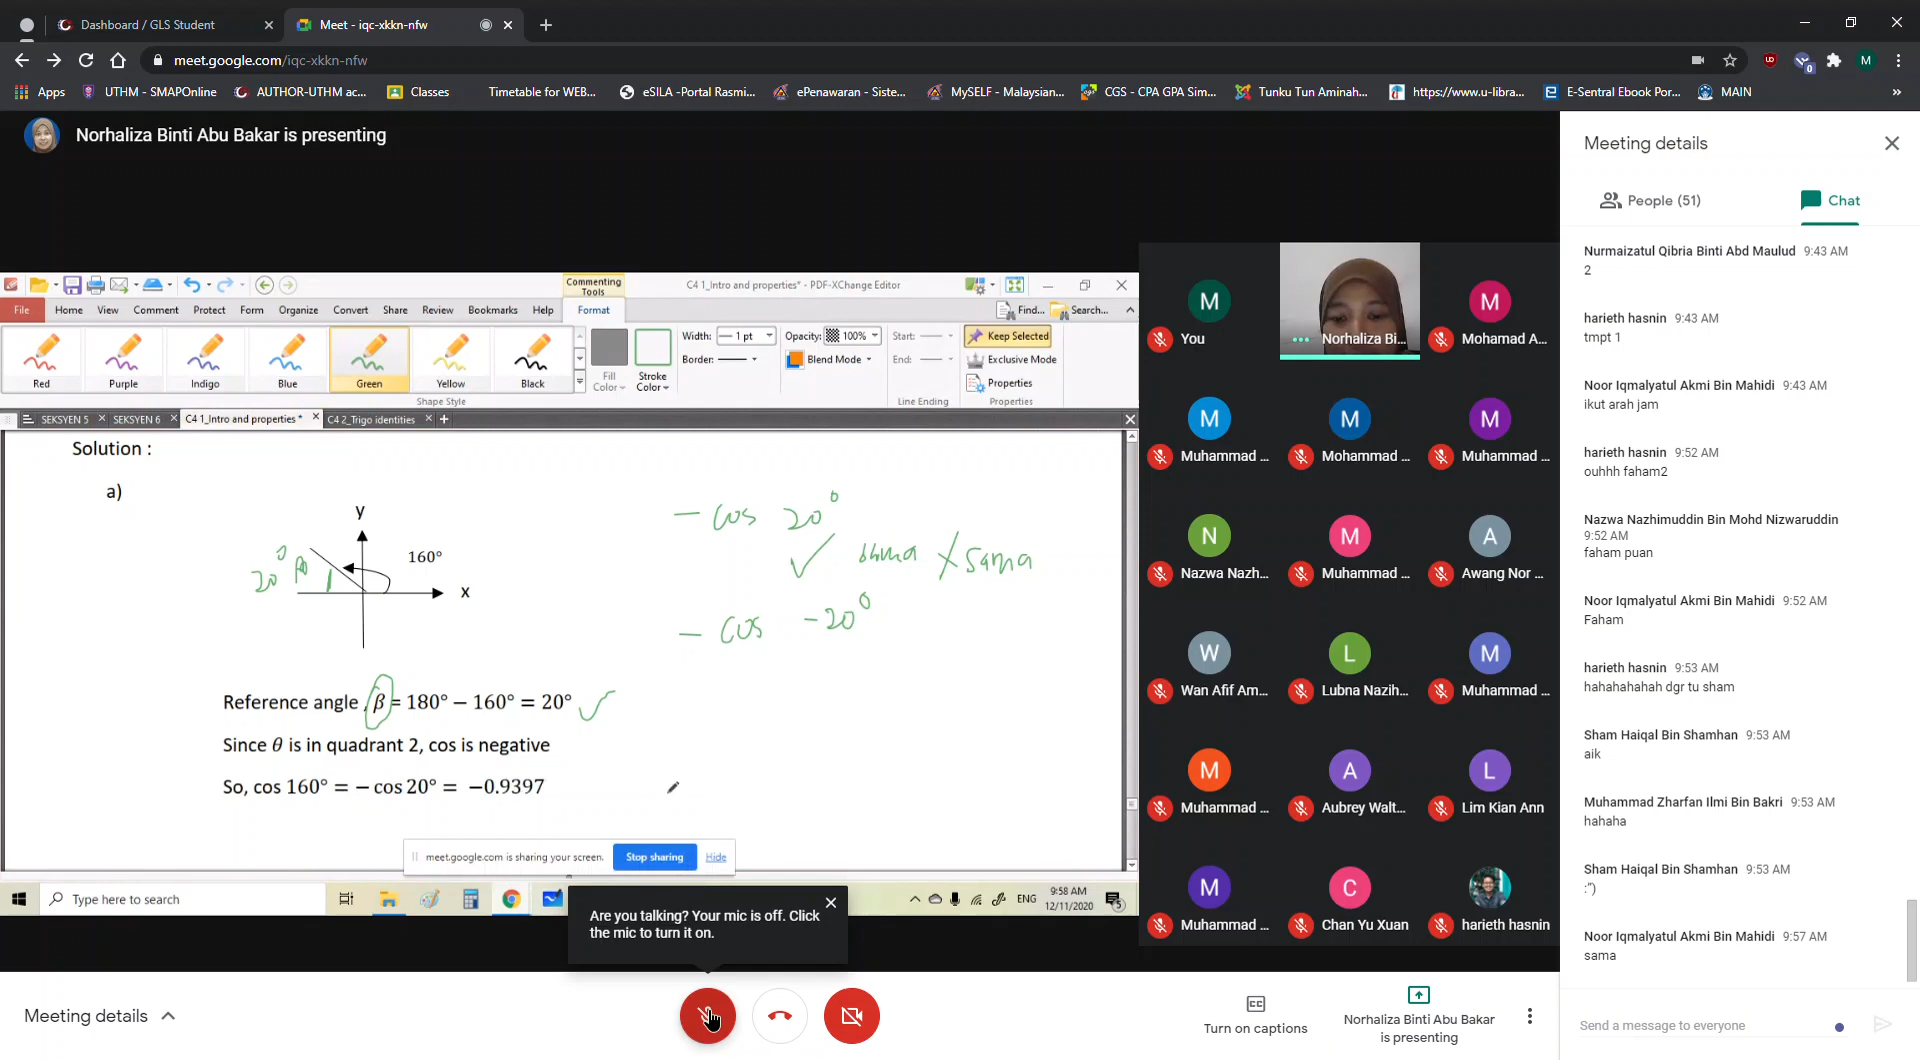 Dashboard / GLS Student
Meet - iqc-xkkn-nfw
meet.google.com/iqc-xkkn-nfw
M
Apps
UTHM - SMAPOnline
AUTHOR-UTHM ac...
Classes
Timetable for WEB...
eSILA -Portal Rasmi...
ePenawaran - Siste...
MySELF - Malaysian...
CGS - CPA GPA Sim...
Tunku Tun Aminah...
https://www.u-libra...
E-Sentral Ebook Por...
MAIN
»
Norhaliza Binti Abu Bakar is presenting
Commenting Tools
C4 1_Intro and properties* - PDF-XChange Editor
File Home View Comment Protect Form Organize Convert Share Review Bookmarks Help Format
Find... Search...
Red Purple Indigo Blue Green Yellow Black
Shape Style
Fill Color
Stroke Color
Width: 1 pt
Border:
Opacity: 100%
Blend Mode
Start:
End:
Line Ending
Keep Selected
Exclusive Mode
Properties
Properties
SEKSYEN 5 SEKSYEN 6 C4 1_Intro and properties * C4 2_Trigo identities
Solution :
a)
y
160°
x
20°
- cos 20°
sama X sama
- cos -20°
Reference angle , β = 180° − 160° = 20°
Since θ is in quadrant 2, cos is negative
So, cos 160° = − cos 20° = −0.9397
meet.google.com is sharing your screen. Stop sharing Hide
Type here to search
ENG
9:58 AM
12/11/2020
5
Are you talking? Your mic is off. Click
the mic to turn it on.
M
You
Norhaliza Bi...
M
Mohamad A...
M
Muhammad ...
M
Mohammad ...
M
Muhammad ...
N
Nazwa Nazh...
M
Muhammad ...
A
Awang Nor ...
W
Wan Afif Am...
L
Lubna Nazih...
M
Muhammad ...
M
Muhammad ...
A
Aubrey Walt...
L
Lim Kian Ann
M
Muhammad ...
C
Chan Yu Xuan
harieth hasnin
Meeting details
Turn on captions
Norhaliza Binti Abu Bakar
is presenting
Meeting details
People (51)
Chat
Nurmaizatul Qibria Binti Abd Maulud 9:43 AM
2
harieth hasnin 9:43 AM
tmpt 1
Noor Iqmalyatul Akmi Bin Mahidi 9:43 AM
ikut arah jam
harieth hasnin 9:52 AM
ouhhh faham2
Nazwa Nazhimuddin Bin Mohd Nizwaruddin
9:52 AM
faham puan
Noor Iqmalyatul Akmi Bin Mahidi 9:52 AM
Faham
harieth hasnin 9:53 AM
hahahahahah dgr tu sham
Sham Haiqal Bin Shamhan 9:53 AM
aik
Muhammad Zharfan Ilmi Bin Bakri 9:53 AM
hahaha
Sham Haiqal Bin Shamhan 9:53 AM
:")
Noor Iqmalyatul Akmi Bin Mahidi 9:57 AM
sama
Send a message to everyone